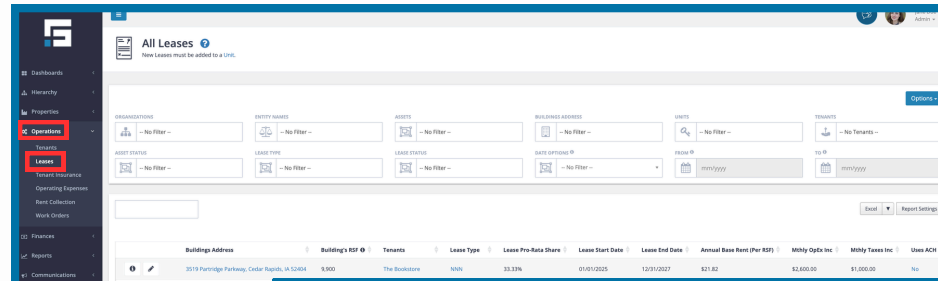 Admin
All Leases
New Leases must be added to a Unit.
Dashboards
Hierarchy
Properties
Operations
Tenants
Leases
Tenant Insurance
Operating Expenses
Rent Collection
Work Orders
Finances
Reports
Communications
Options
ORGANIZATIONS ENTITY NAMES ASSETS BUILDINGS ADDRESS UNITS TENANTS
-- No Filter -- -- No Filter -- -- No Filter -- -- No Filter -- -- No Filter -- -- No Tenants --
ASSET STATUS LEASE TYPE LEASE STATUS DATE OPTIONS FROM TO
-- No Filter -- -- No Filter -- -- No Filter -- -- No Filter -- mm/yyyy mm/yyyy
Excel Report Settings
Buildings Address Building's RSF Tenants Lease Type Lease Pro-Rata Share Lease Start Date Lease End Date Annual Base Rent (Per RSF) Mthly OpEx Inc Mthly Taxes Inc Uses ACH
3519 Partridge Parkway, Cedar Rapids, IA 52404 9,900 The Bookstore NNN 33.33% 01/01/2025 12/31/2027 $21.82 $2,600.00 $1,000.00 No